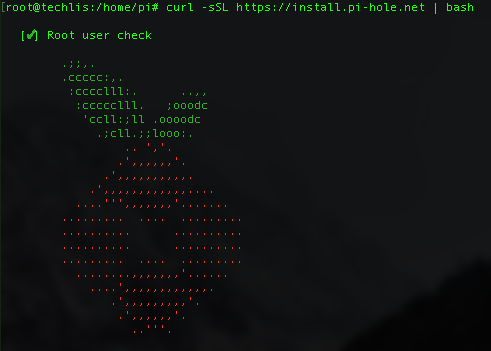 [root@techlis:/home/pi# curl -sSL https://install.pi-hole.net | bash
[✔] Root user check
.;;,.
.ccccc:,.
:cccclll:.      ..,,
:ccccclll.   ;ooodc
'ccll:;ll .oooodc
.;cll.;;looo:.
.. ','.
.',,,,,,'.
.',,,,,,,,,,.
.',,,,,,,,,,,,....
....''',,,,,,,'.......
.........  ....  .........
..........      ..........
..........      ..........
.........  ....  .........
........,,,,,,,'......
....',,,,,,,,,,,,.
.',,,,,,,,,'.
.',,,,,,'.
..'''.